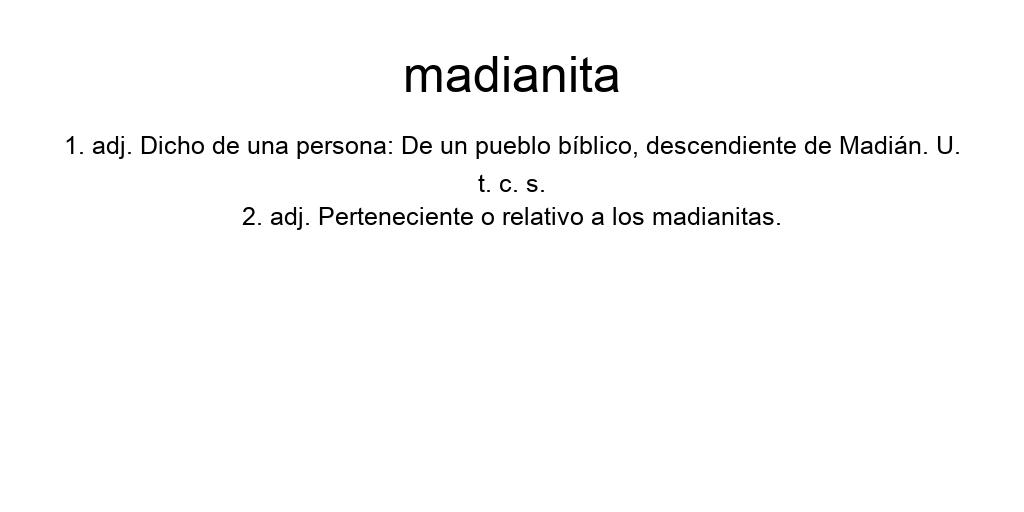 madianita
1. adj. Dicho de una persona: De un pueblo bíblico, descendiente de Madián. U.
t. c. s.
2. adj. Perteneciente o relativo a los madianitas.